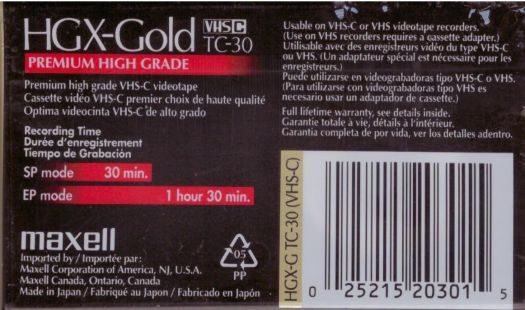 HGX-Gold VHS C TC-30
PREMIUM HIGH GRADE
Premium high grade VHS-C videotape
Cassette vidéo VHS-C premier choix de haute qualité
Optima videocinta VHS-C de alto grado
Recording Time
Durée d'enregistrement
Tiempo de Grabación
SP mode 30 min.
EP mode 1 hour 30 min.
maxell
Imported by / Importée par:
Maxell Corporation of America, NJ, U.S.A.
Maxell Canada, Ontario, Canada
Made in Japan / Fabriqué au Japon / Fabricado en Japón
05
PP
Usable on VHS-C or VHS videotape recorders.
(Use on VHS recorders requires a cassette adapter.)
Utilisable avec des enregistreurs vidéo du type VHS-C
ou VHS. (Un adaptateur spécial est nécessaire pour les
enregistreurs.)
Puede utilizarse en videograbadoras tipo VHS-C o VHS.
(Para utilizarse con videograbadoras tipo VHS es
necesario usar un adaptador de cassette.)
Full lifetime warranty, see details inside.
Garantie totale à vie, détails à l'intérieur.
Garantía completa de por vida, ver los detalles adentro.
HGX-G TC-30 (VHS-C)
0 25215 20301 5